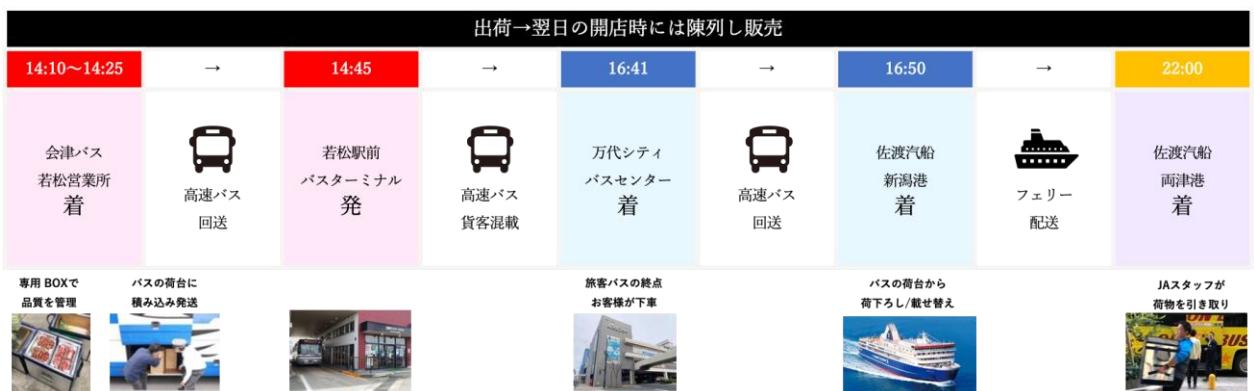 出荷→翌日の開店時には陳列し販売
14:10〜14:25 → 14:45 → 16:41 → 16:50 → 22:00
会津バス
若松営業所
着
高速バス
回送
若松駅前
バスターミナル
発
高速バス
貨客混載
万代シティ
バスセンター
着
高速バス
回送
佐渡汽船
新潟港
着
フェリー
配送
佐渡汽船
両津港
着
専用 BOXで
品質を管理
バスの荷台に
積み込み発送
旅客バスの終点
お客様が下車
バスの荷台から
荷下ろし/載せ替え
JAスタッフが
荷物を引き取り